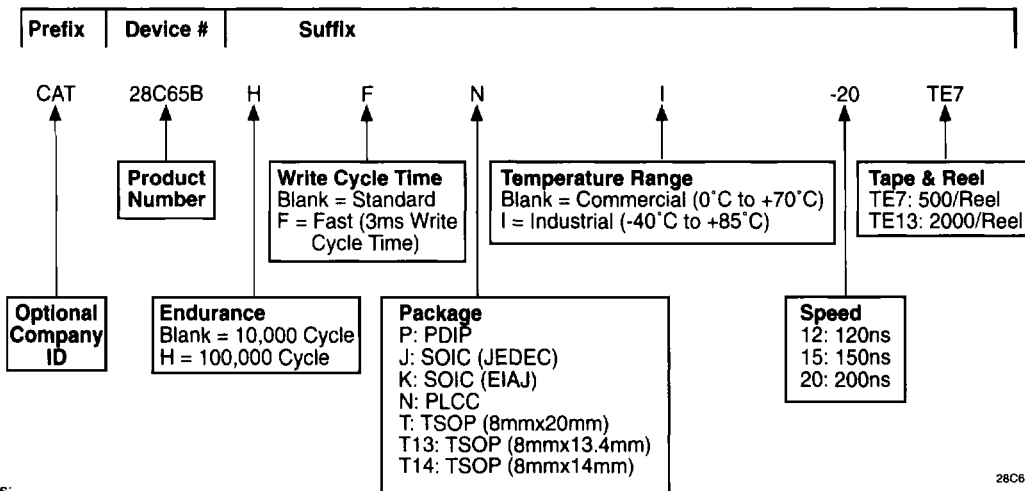 Prefix Device # Suffix
CAT 28C65B H F N I -20 TE7
Product
Number
Write Cycle Time
Blank = Standard
F = Fast (3ms Write
Cycle Time)
Temperature Range
Blank = Commercial (0˚C to +70˚C)
I = Industrial (-40˚C to +85˚C)
Tape & Reel
TE7: 500/Reel
TE13: 2000/Reel
Optional
Company
ID
Endurance
Blank = 10,000 Cycle
H = 100,000 Cycle
Package
P: PDIP
J: SOIC (JEDEC)
K: SOIC (EIAJ)
N: PLCC
T: TSOP (8mmx20mm)
T13: TSOP (8mmx13.4mm)
T14: TSOP (8mmx14mm)
Speed
12: 120ns
15: 150ns
20: 200ns
28C6